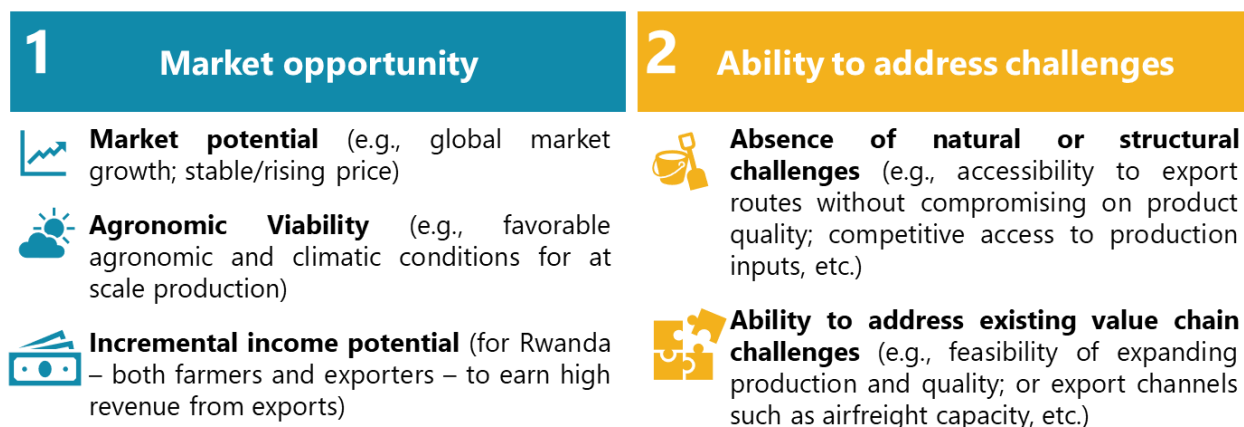 1
Market opportunity
Market potential (e.g., global market
growth; stable/rising price)
Agronomic Viability (e.g., favorable
agronomic and climatic conditions for at
scale production)
Incremental income potential (for Rwanda
– both farmers and exporters – to earn high
revenue from exports)
2
Ability to address challenges
Absence of natural or structural
challenges (e.g., accessibility to export
routes without compromising on product
quality; competitive access to production
inputs, etc.)
Ability to address existing value chain
challenges (e.g., feasibility of expanding
production and quality; or export channels
such as airfreight capacity, etc.)